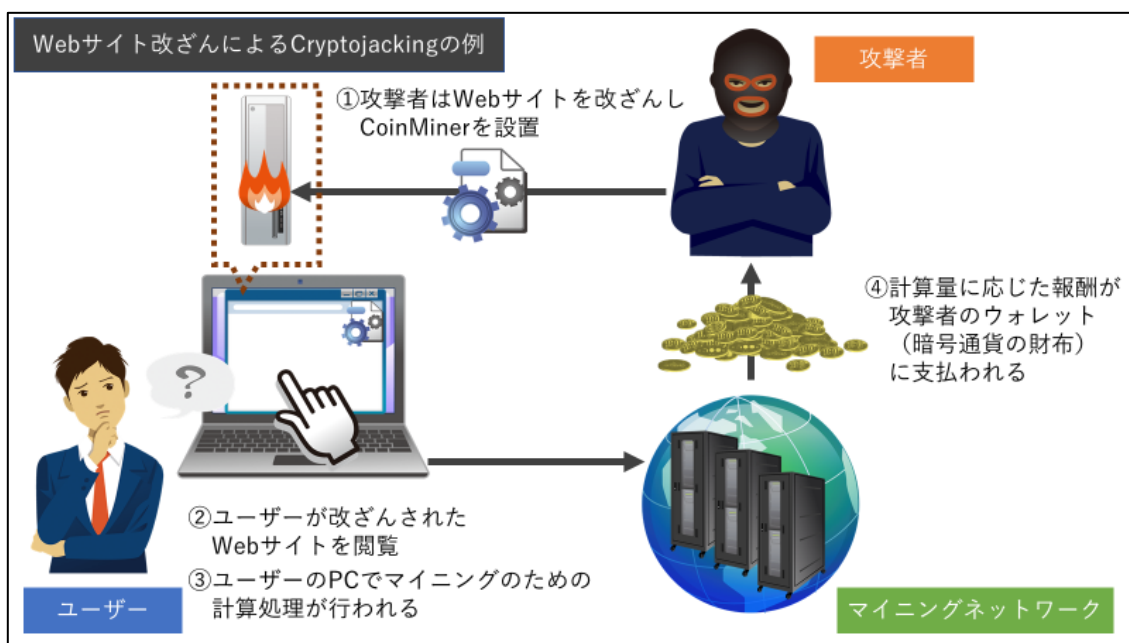 Webサイト改ざんによるCryptojackingの例
攻撃者
①攻撃者はWebサイトを改ざんし
CoinMinerを設置
?
④計算量に応じた報酬が
攻撃者のウォレット
（暗号通貨の財布）
に支払われる
②ユーザーが改ざんされた
Webサイトを閲覧
③ユーザーのPCでマイニングのための
計算処理が行われる
ユーザー
マイニングネットワーク